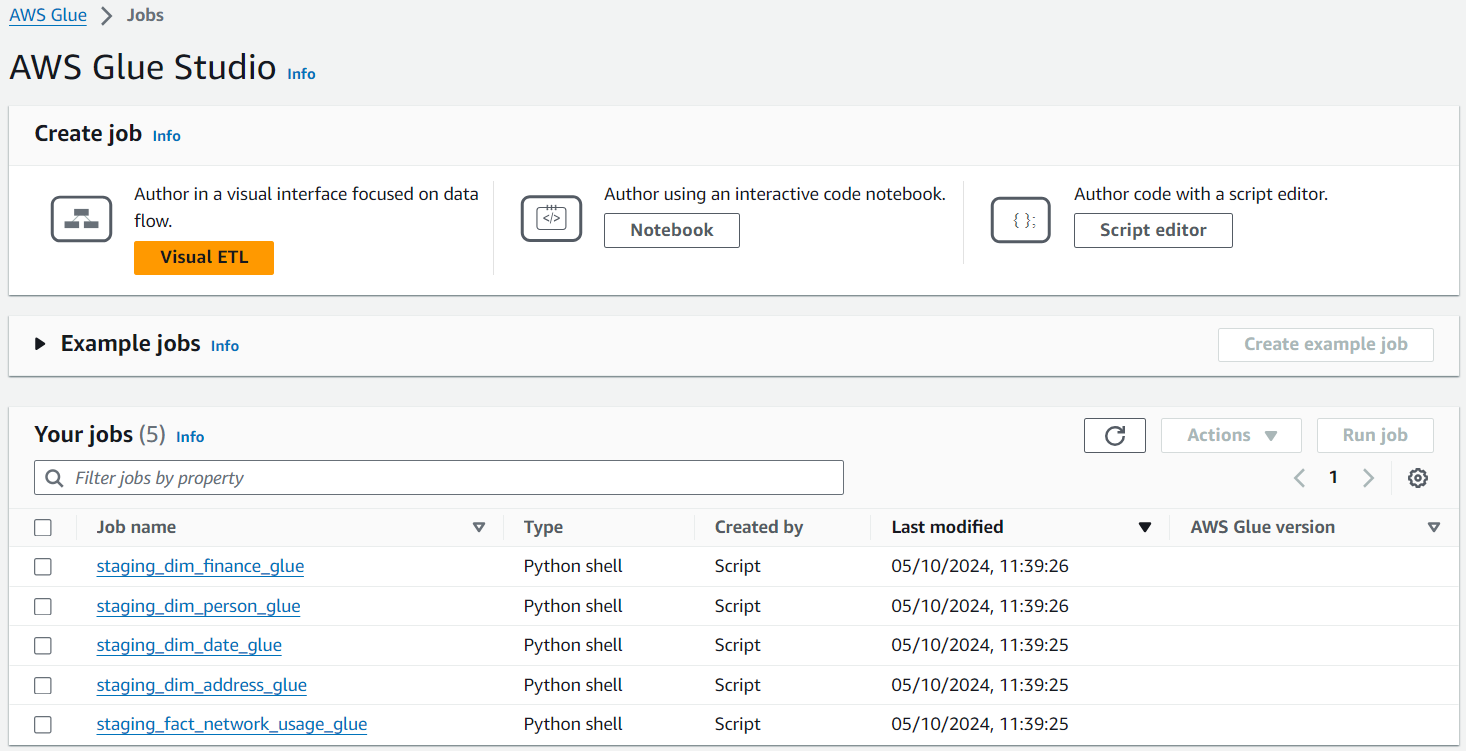 AWS Glue > Jobs
AWS Glue Studio Info
Create job Info
Author in a visual interface focused on data
flow.
Visual ETL
</>
Author using an interactive code notebook.
Notebook
{ };
Author code with a script editor.
Script editor
Example jobs Info
Create example job
Your jobs (5) Info
Actions
Run job
Filter jobs by property
1
Job name Type Created by Last modified AWS Glue version
staging_dim_finance_glue Python shell Script 05/10/2024, 11:39:26
staging_dim_person_glue Python shell Script 05/10/2024, 11:39:26
staging_dim_date_glue Python shell Script 05/10/2024, 11:39:25
staging_dim_address_glue Python shell Script 05/10/2024, 11:39:25
staging_fact_network_usage_glue Python shell Script 05/10/2024, 11:39:25